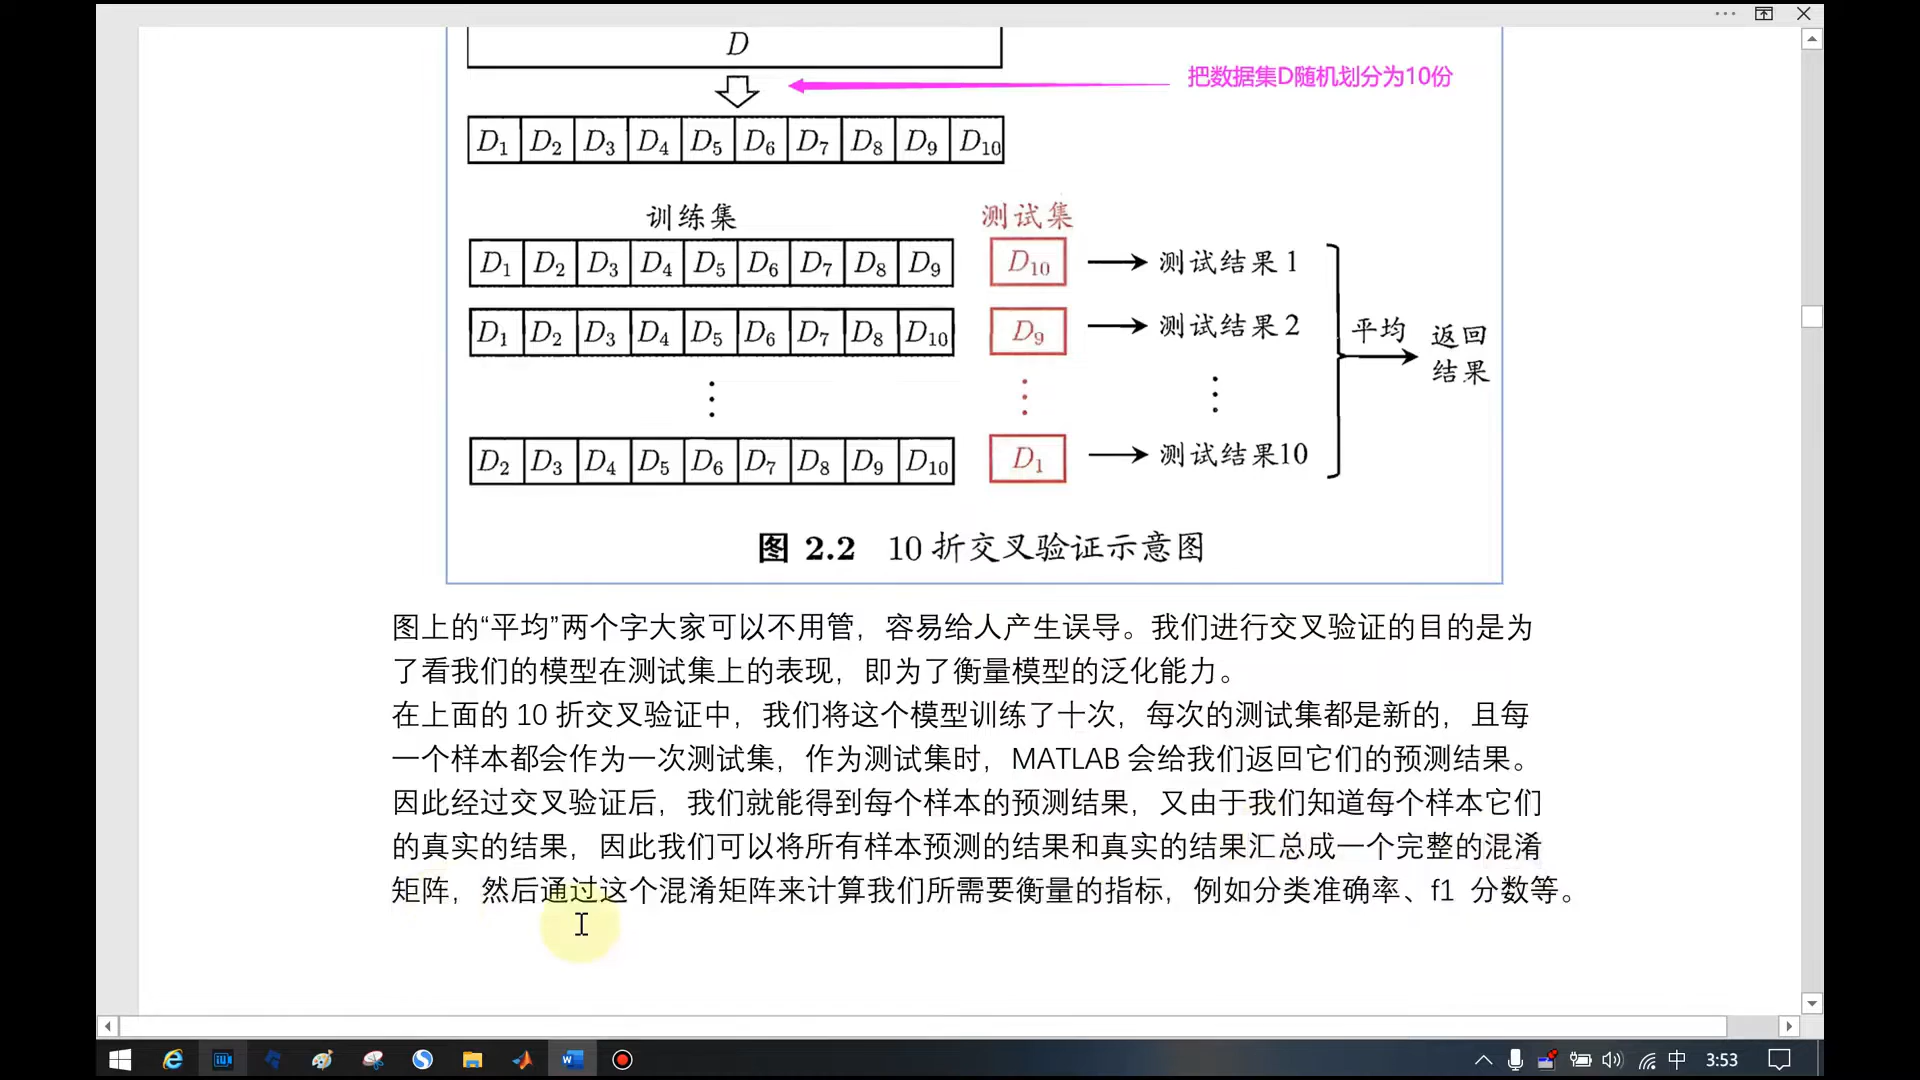 D
把数据集D随机划分为10份
D1 D2 D3 D4 D5 D6 D7 D8 D9 D10
训练集 测试集
D1 D2 D3 D4 D5 D6 D7 D8 D9 D10 测试结果1
D1 D2 D3 D4 D5 D6 D7 D8 D10 D9 测试结果2
平均 返回
结果
D2 D3 D4 D5 D6 D7 D8 D9 D10 D1 测试结果10
图 2.2 10折交叉验证示意图
图上的“平均”两个字大家可以不用管，容易给人产生误导。我们进行交叉验证的目的是为
了看我们的模型在测试集上的表现，即为了衡量模型的泛化能力。
在上面的 10 折交叉验证中，我们将这个模型训练了十次，每次的测试集都是新的，且每
一个样本都会作为一次测试集，作为测试集时，MATLAB 会给我们返回它们的预测结果。
因此经过交叉验证后，我们就能得到每个样本的预测结果，又由于我们知道每个样本它们
的真实的结果，因此我们可以将所有样本预测的结果和真实的结果汇总成一个完整的混淆
矩阵，然后通过这个混淆矩阵来计算我们所需要衡量的指标，例如分类准确率、f1 分数等。
中 3:53